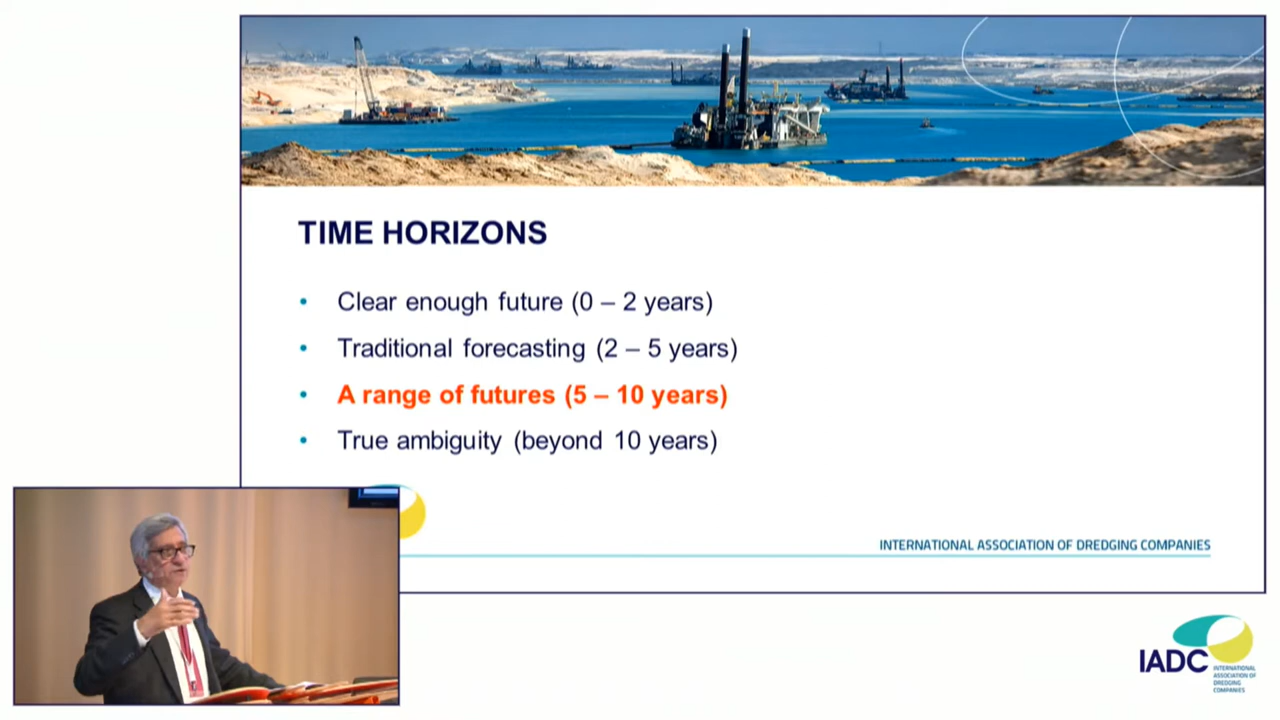 TIME HORIZONS
• Clear enough future (0 – 2 years)
• Traditional forecasting (2 – 5 years)
• A range of futures (5 – 10 years)
• True ambiguity (beyond 10 years)
INTERNATIONAL ASSOCIATION OF DREDGING COMPANIES
IADC
INTERNATIONAL
ASSOCIATION OF
DREDGING
COMPANIES